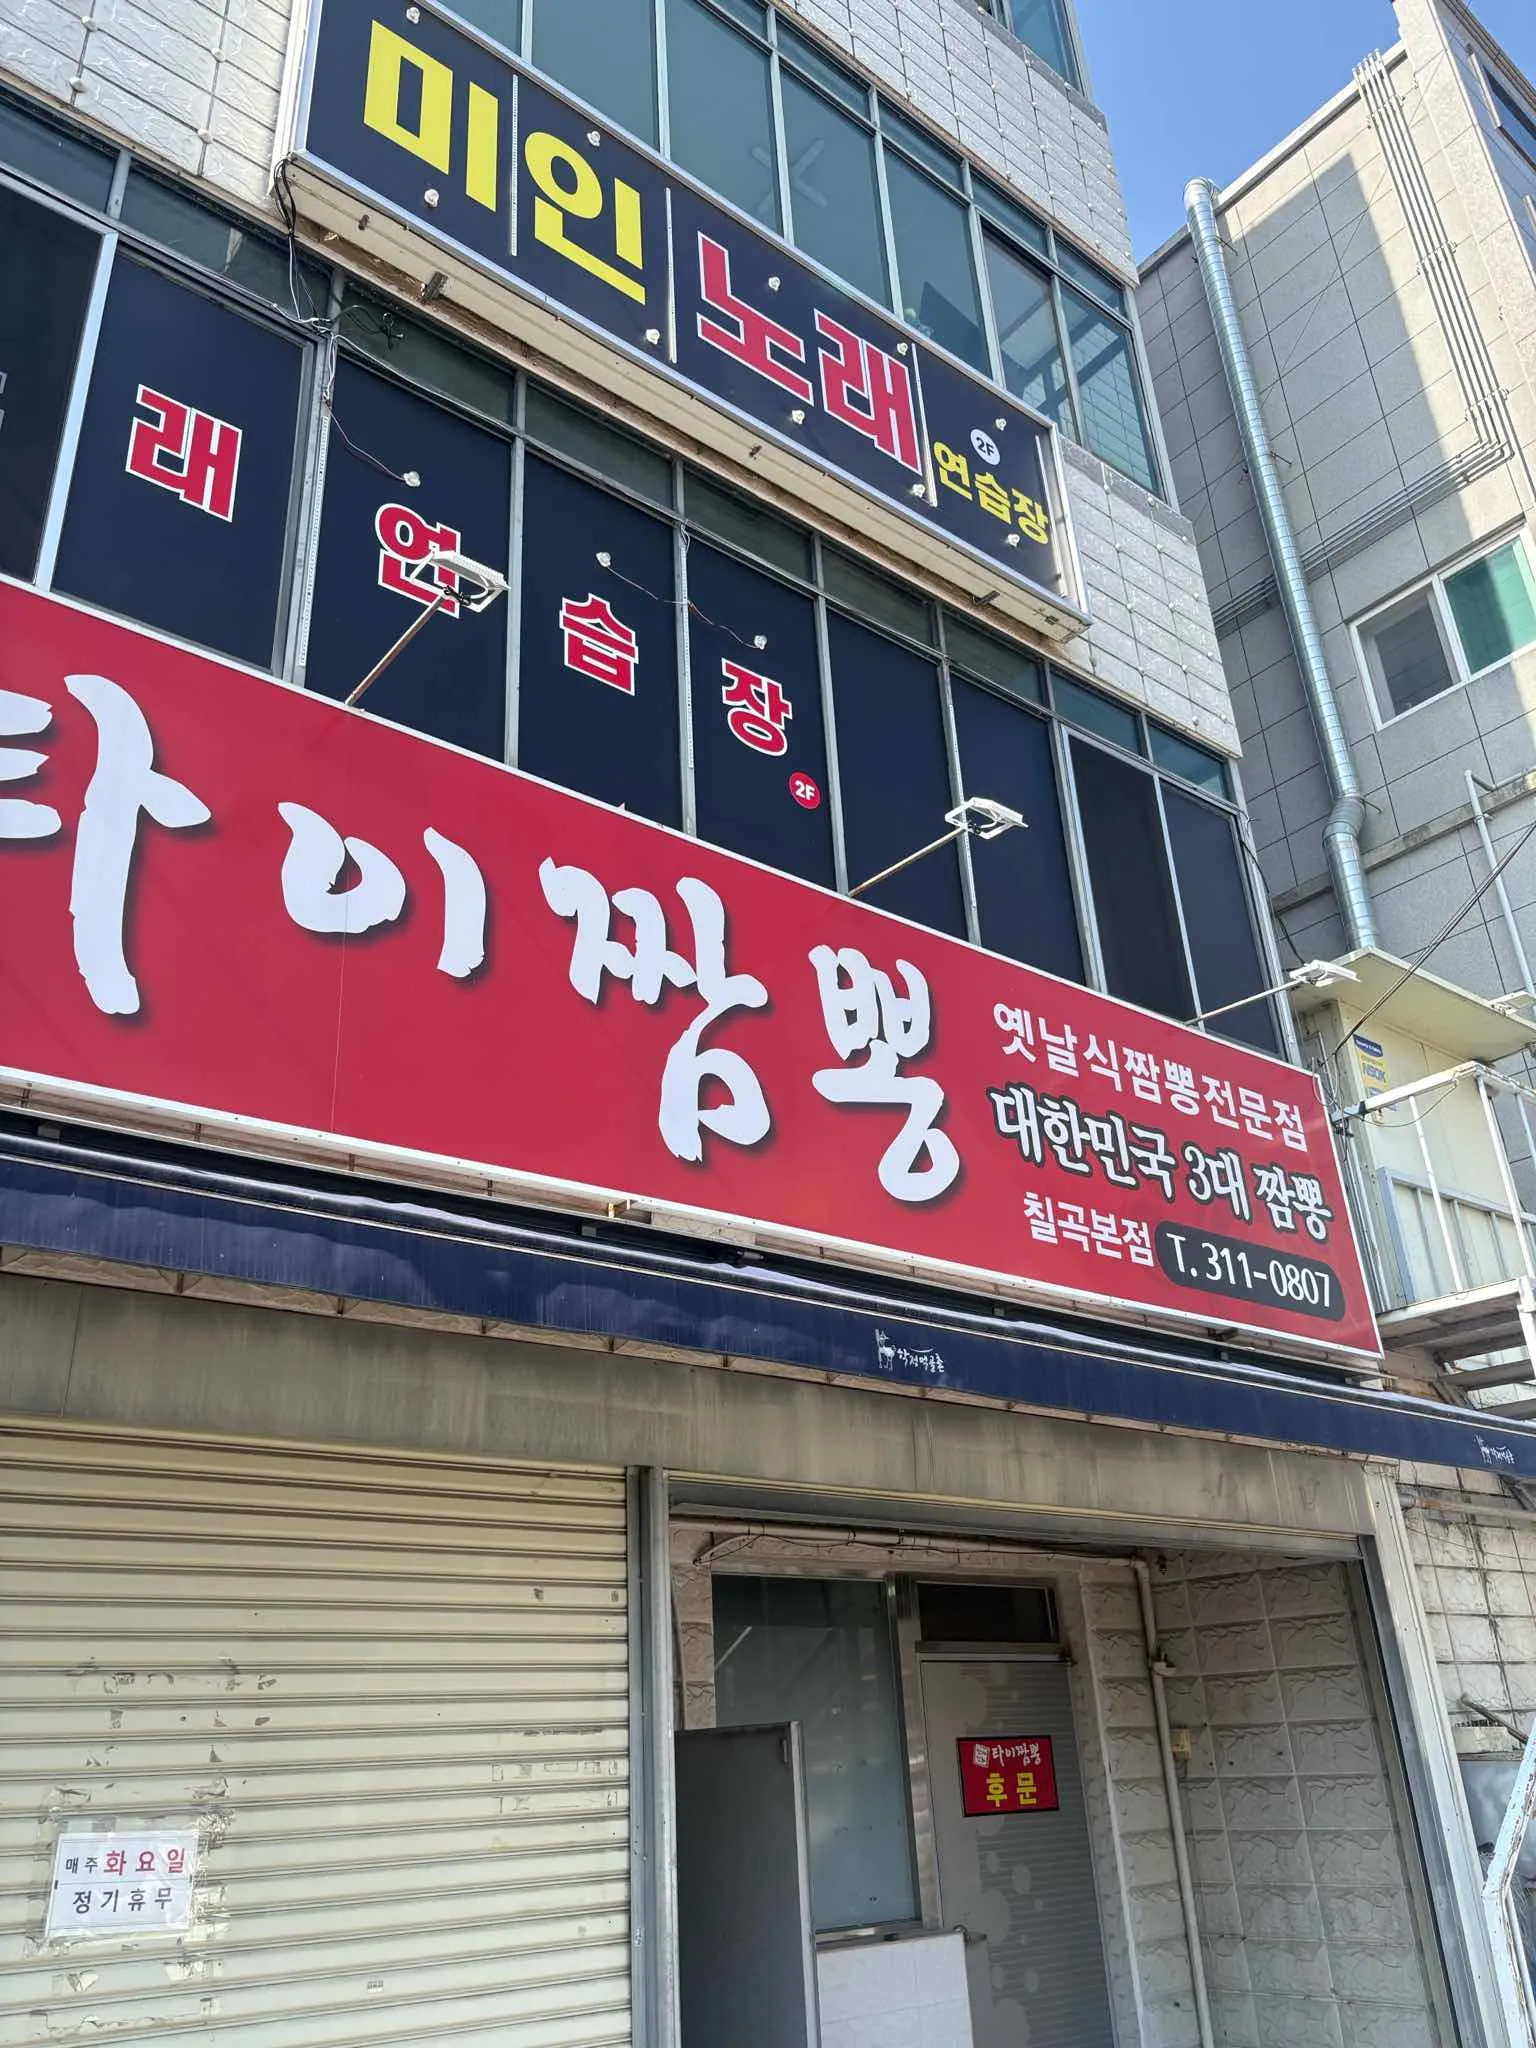 미인 노래 연습장
2F
래 연 습 장
2F
타이짬뽕
옛날식짬뽕전문점
대한민국 3대 짬뽕
칠곡본점 T. 311-0807
타이짬뽕
후문
매주 화요일
정기휴무